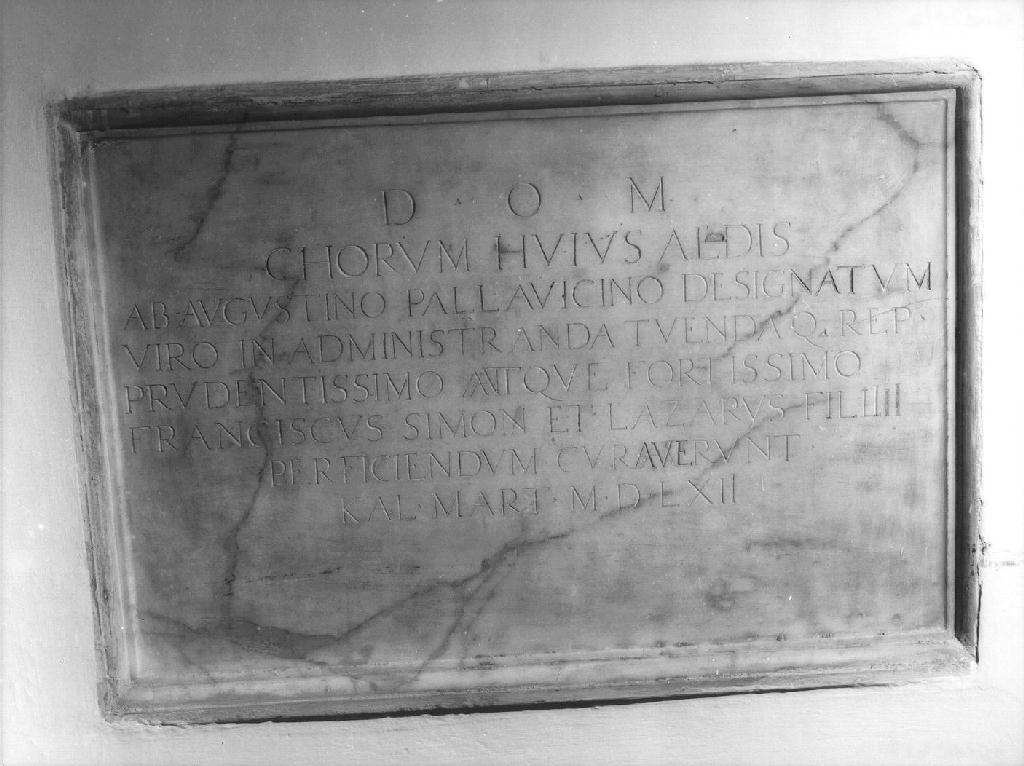 D · O · M
CHORVM HVIVS AEDIS
AB·AVGVSTINO PALLAVICINO DESIGNATVM
VIRO IN ADMINISTRANDA TVENDAQ. REP·
PRVDENTISSIMO ATQVE FORTISSIMO
FRANCISCVS SIMON ET LAZARVS FILIIII
PERFICIENDVM CVRAVERVNT
KAL·MART·M·D·LXII